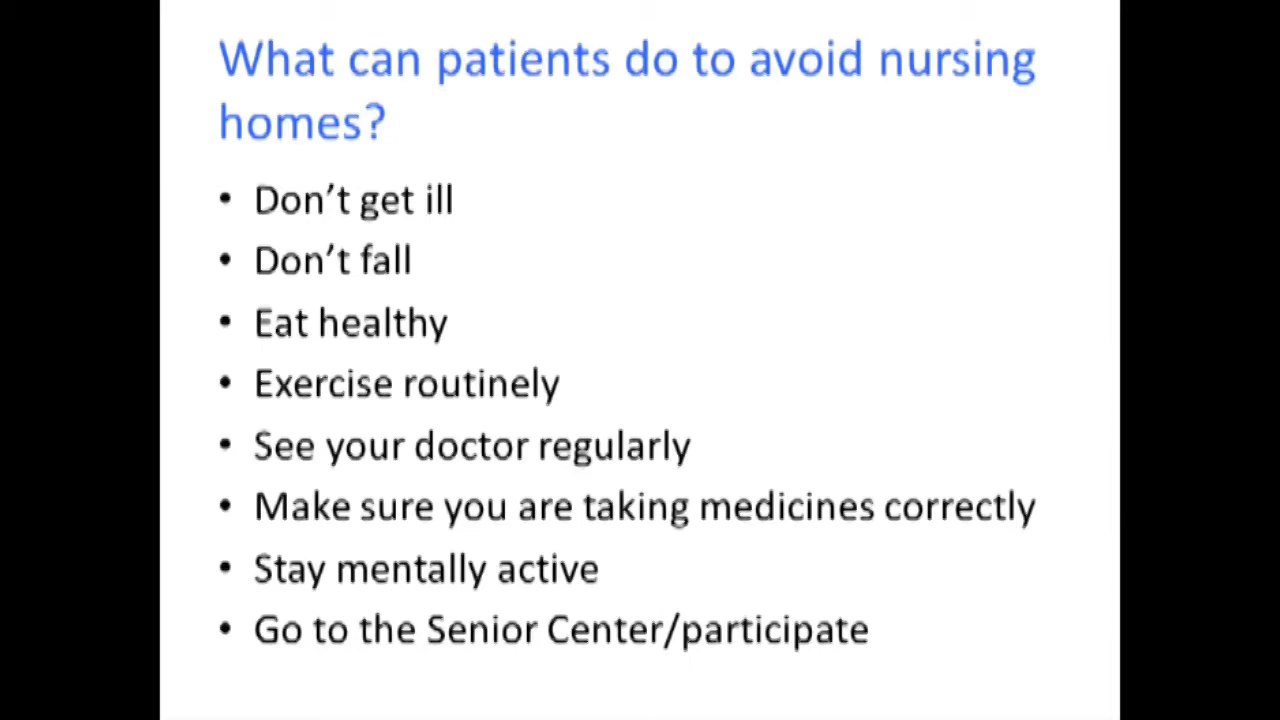 What can patients do to avoid nursing
homes?
• Don’t get ill
• Don’t fall
• Eat healthy
• Exercise routinely
• See your doctor regularly
• Make sure you are taking medicines correctly
• Stay mentally active
• Go to the Senior Center/participate